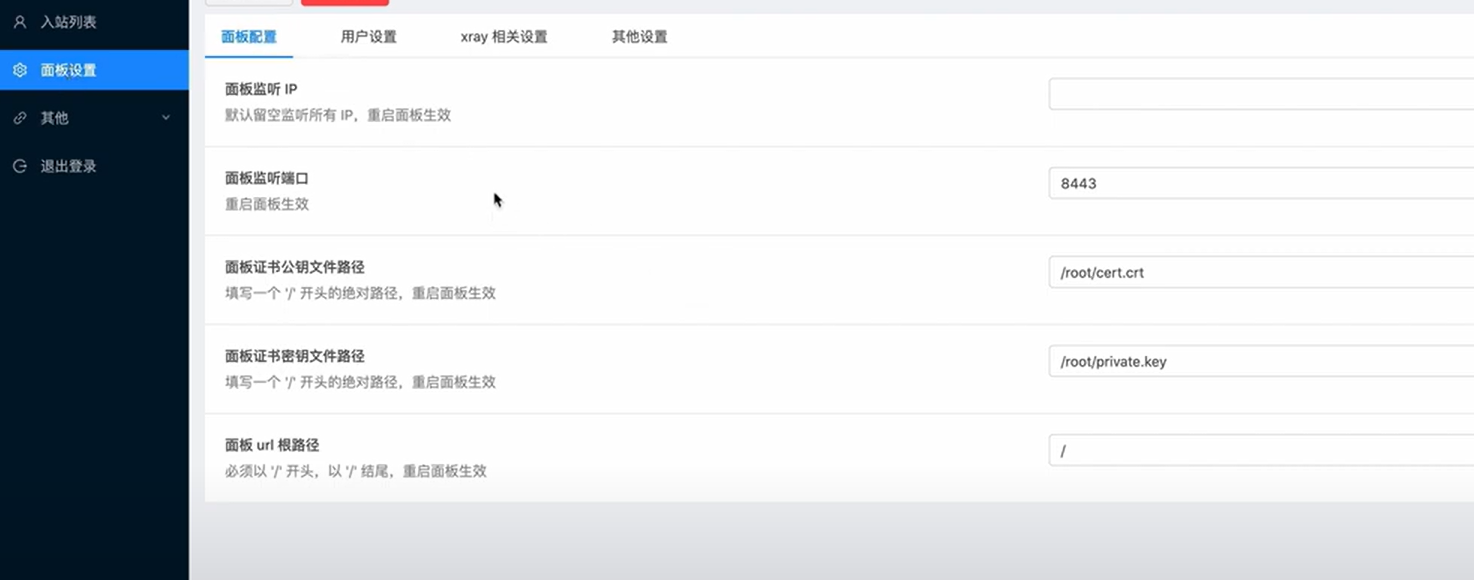 入站列表
面板设置
其他
退出登录
面板配置 用户设置 xray 相关设置 其他设置
面板监听 IP
默认留空监听所有 IP，重启面板生效
面板监听端口
重启面板生效
8443
面板证书公钥文件路径
填写一个 '/' 开头的绝对路径，重启面板生效
/root/cert.crt
面板证书密钥文件路径
填写一个 '/' 开头的绝对路径，重启面板生效
/root/private.key
面板 url 根路径
必须以 '/' 开头，以 '/' 结尾，重启面板生效
/